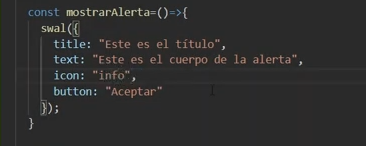 const mostrarAlerta=()=>{
swal({
title: "Este es el título",
text: "Este es el cuerpo de la alerta",
icon: "info",
button: "Aceptar"
});
}